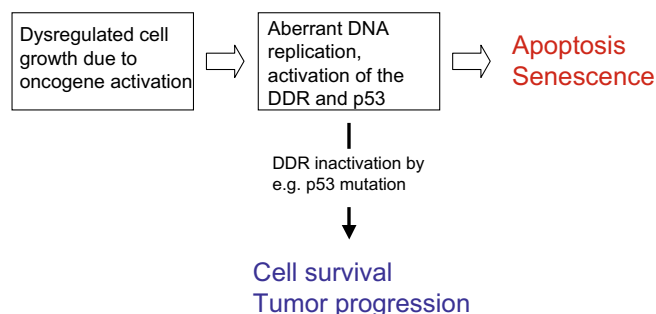 Dysregulated cell
growth due to
oncogene activation
Aberrant DNA
replication,
activation of the
DDR and p53
Apoptosis
Senescence
DDR inactivation by
e.g. p53 mutation
Cell survival
Tumor progression